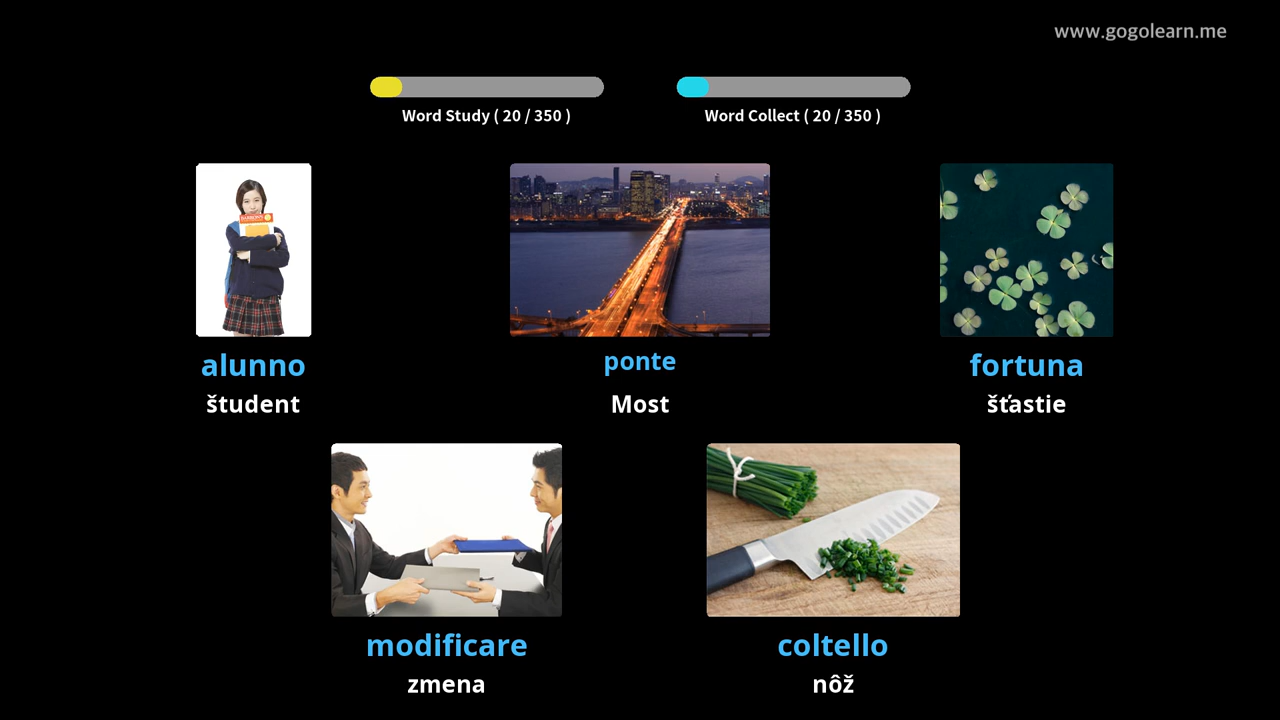 www.gogolearn.me
Word Study ( 20 / 350 )
Word Collect ( 20 / 350 )
alunno
študent
ponte
Most
fortuna
šťastie
modificare
zmena
coltello
nôž